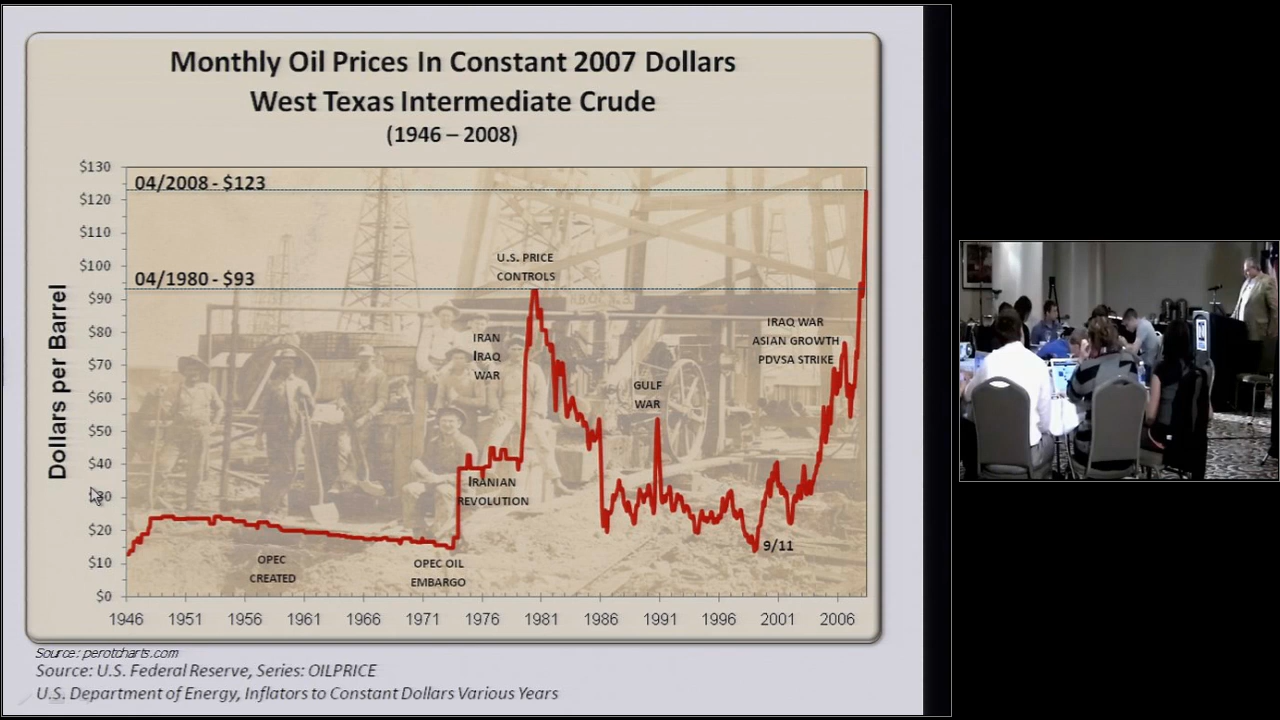 Monthly Oil Prices In Constant 2007 Dollars
West Texas Intermediate Crude
(1946 – 2008)
$130
04/2008 - $123
$120
$110
U.S. PRICE
CONTROLS
$100
04/1980 - $93
$90
Dollars per Barrel
IRAQ WAR
ASIAN GROWTH
PDVSA STRIKE
$80
IRAN
IRAQ
WAR
$70
GULF
WAR
$60
$50
$40
IRANIAN
REVOLUTION
$30
$20
9/11
$10
OPEC
CREATED
OPEC OIL
EMBARGO
$0
1946 1951 1956 1961 1966 1971 1976 1981 1986 1991 1996 2001 2006
Source: perotcharts.com
Source: U.S. Federal Reserve, Series: OILPRICE
U.S. Department of Energy, Inflators to Constant Dollars Various Years